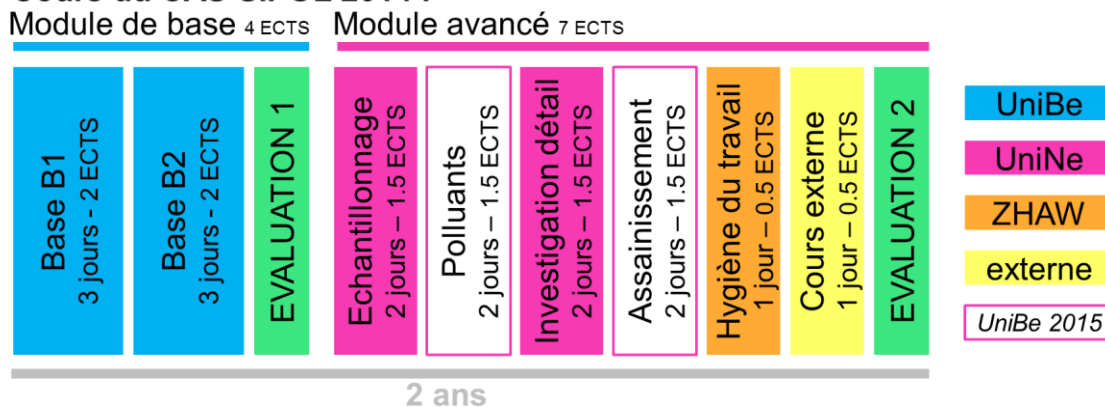 Module de base 4 ECTS
Module avancé 7 ECTS
Base B1
3 jours - 2 ECTS
Base B2
3 jours - 2 ECTS
EVALUATION 1
Echantillonnage
2 jours – 1.5 ECTS
Polluants
2 jours – 1.5 ECTS
Investigation détail
2 jours – 1.5 ECTS
Assainissement
2 jours – 1.5 ECTS
Hygiène du travail
1 jour – 0.5 ECTS
Cours externe
1 jour – 0.5 ECTS
EVALUATION 2
UniBe
UniNe
ZHAW
externe
UniBe 2015
2 ans